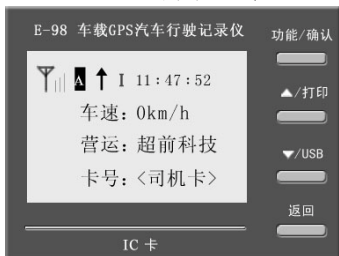 E-98 车载GPS汽车行驶记录仪
功能/确认
A ↑ I 11:47:52
▲/打印
车速: 0km/h
营运: 超前科技
▼/USB
卡号: <司机卡>
返回
IC 卡